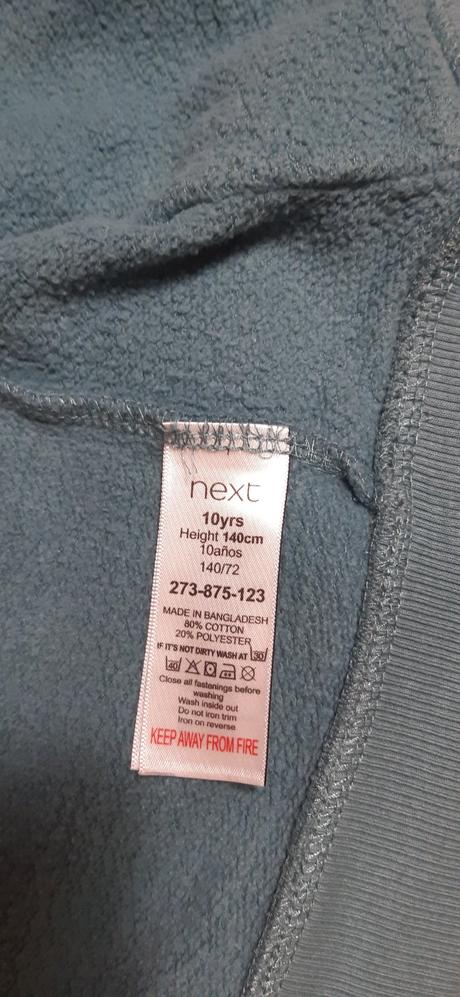 next
10yrs
Height 140cm
10años
140/72
273-875-123
MADE IN BANGLADESH
80% COTTON
20% POLYESTER
IF IT'S NOT DIRTY WASH AT 30
40
Close all fastenings before
washing
Wash inside out
Do not iron trim
Iron on reverse
KEEP AWAY FROM FIRE